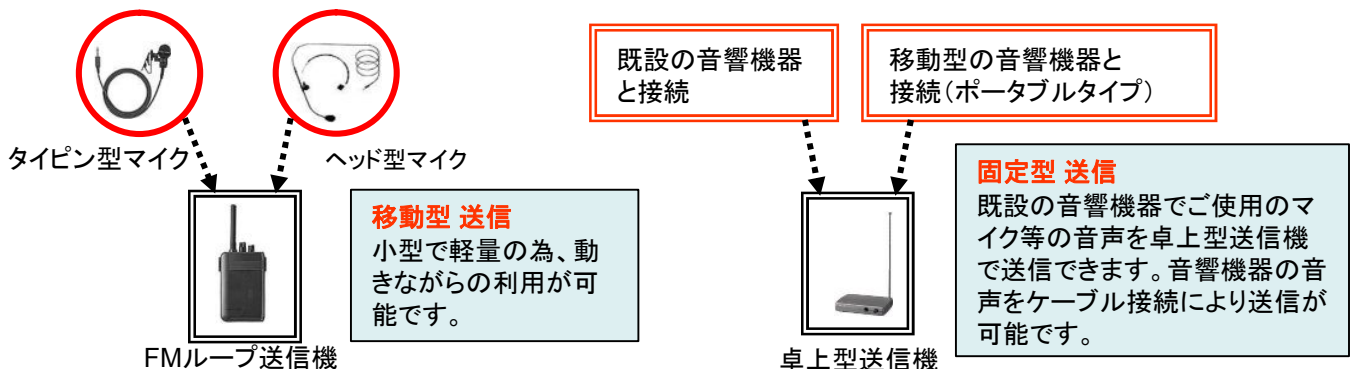 タイピン型マイク
ヘッド型マイク
移動型 送信
小型で軽量の為、動
きながらの利用が可
能です。
FMループ送信機
既設の音響機器
と接続
移動型の音響機器と
接続(ポータブルタイプ)
固定型 送信
既設の音響機器でご使用のマ
イク等の音声を卓上型送信機
で送信できます。音響機器の音
声をケーブル接続により送信が
可能です。
卓上型送信機